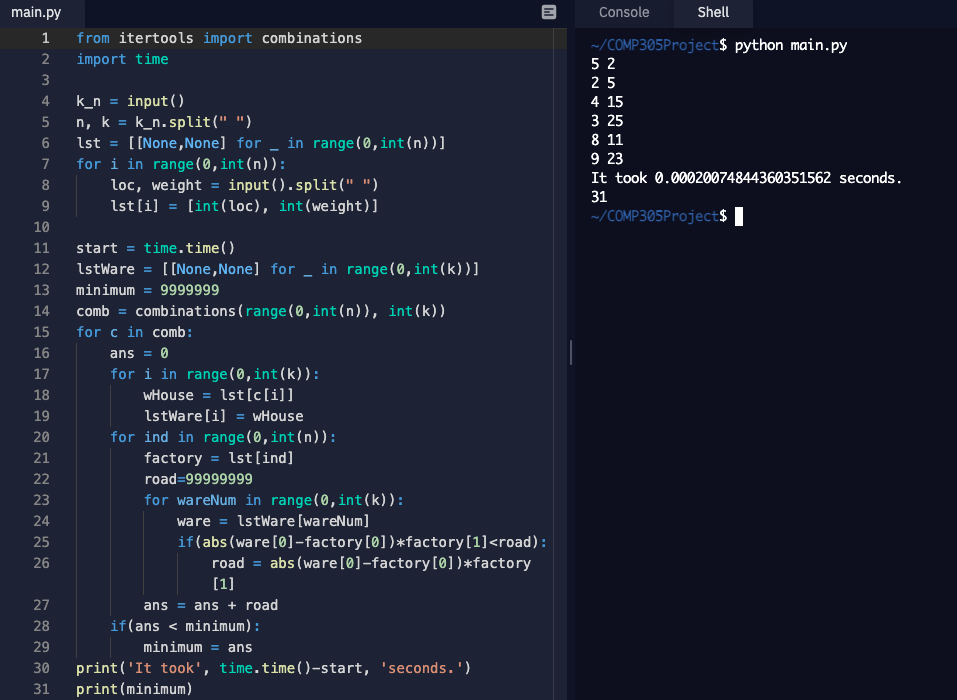 main.py
Console Shell
1 from itertools import combinations
2 import time
3
4 k_n = input()
5 n, k = k_n.split(" ")
6 lst = [[None,None] for _ in range(0,int(n))]
7 for i in range(0,int(n)):
8 loc, weight = input().split(" ")
9 lst[i] = [int(loc), int(weight)]
10
11 start = time.time()
12 lstWare = [[None,None] for _ in range(0,int(k))]
13 minimum = 9999999
14 comb = combinations(range(0,int(n)), int(k))
15 for c in comb:
16 ans = 0
17 for i in range(0,int(k)):
18 wHouse = lst[c[i]]
19 lstWare[i] = wHouse
20 for ind in range(0,int(n)):
21 factory = lst[ind]
22 road=99999999
23 for wareNum in range(0,int(k)):
24 ware = lstWare[wareNum]
25 if(abs(ware[0]-factory[0])*factory[1]<road):
26 road = abs(ware[0]-factory[0])*factory
[1]
27 ans = ans + road
28 if(ans < minimum):
29 minimum = ans
30 print('It took', time.time()-start, 'seconds.')
31 print(minimum)
~/COMP305Project$ python main.py
5 2
2 5
4 15
3 25
8 11
9 23
It took 0.00020074844360351562 seconds.
31
~/COMP305Project$